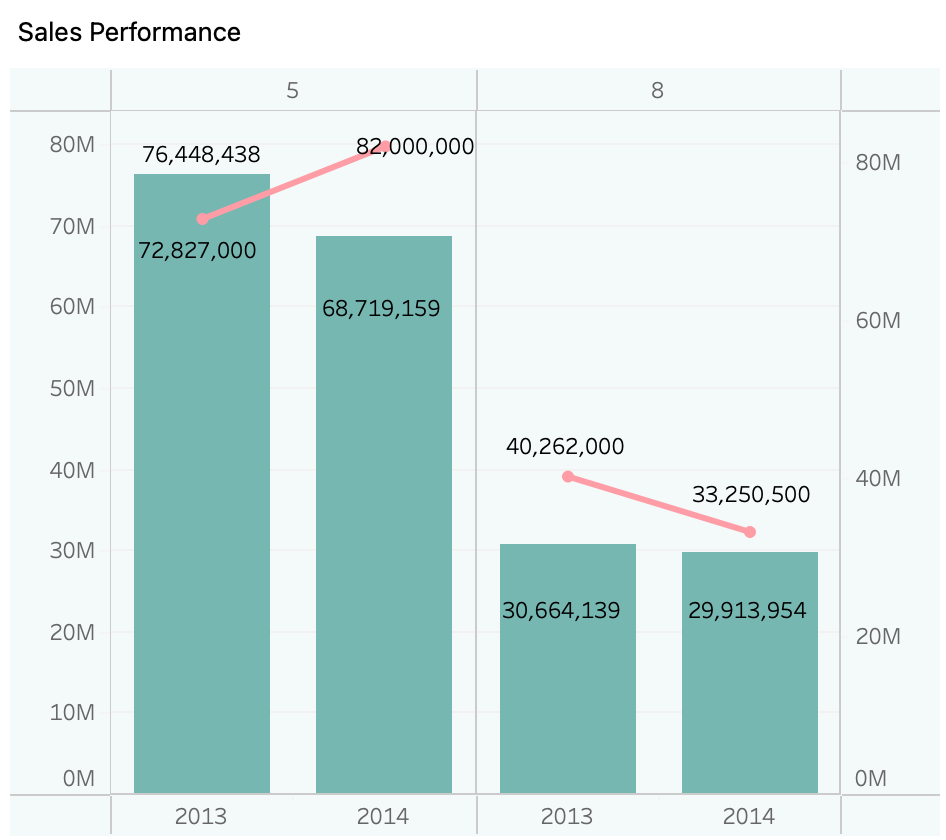 Sales Performance
5 8
80M 76,448,438 82,000,000 80M
70M 72,827,000
60M 68,719,159 60M
50M
40M 40,262,000 33,250,500 40M
30M
20M 30,664,139 29,913,954 20M
10M
0M 0M
2013 2014 2013 2014